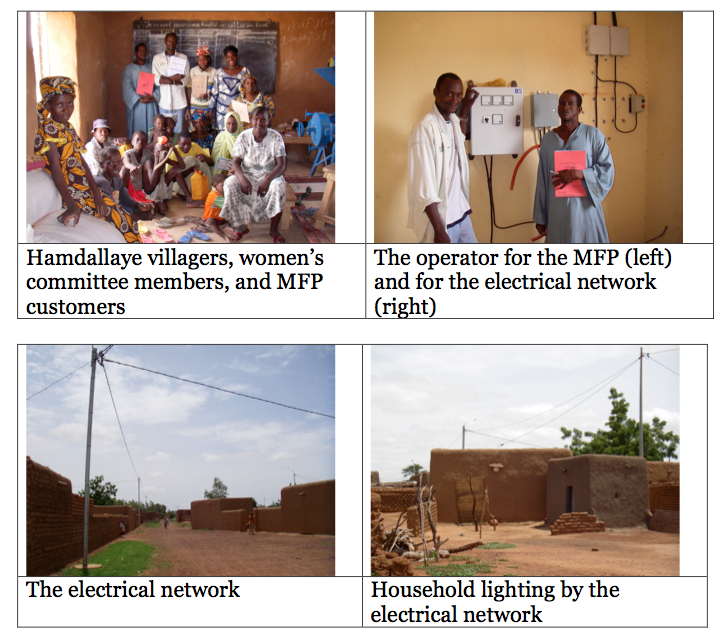 Hamdallaye villagers, women's
committee members, and MFP
customers
The operator for the MFP (left)
and for the electrical network
(right)
The electrical network
Household lighting by the
electrical network